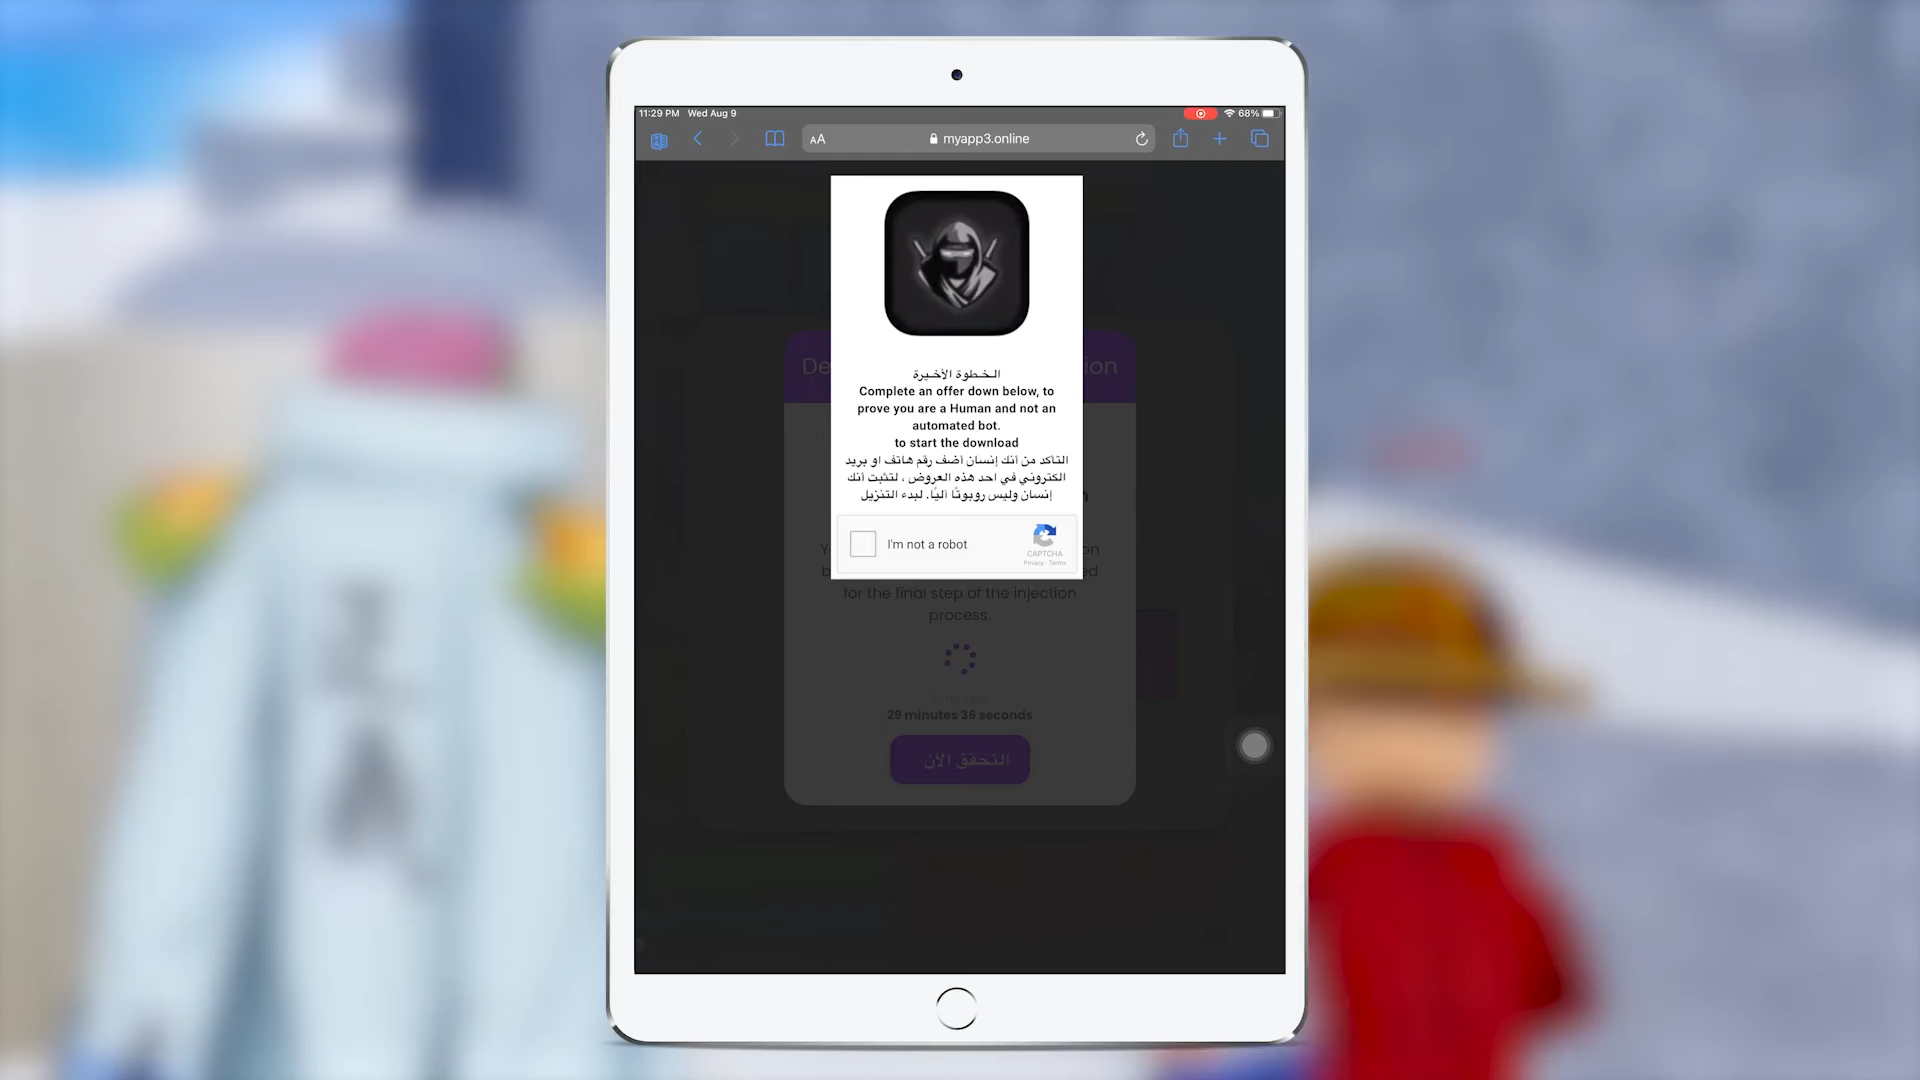 11:29 PM Wed Aug 9
68%
AA
myapp3.online
الخطوة الأخيرة
Complete an offer down below, to
prove you are a Human and not an
automated bot.
to start the download
التأكد من أنك إنسان أضف رقم هاتف او بريد
الكتروني في احد هذه العروض ، لتثبت أنك
إنسان وليس روبوتًا آليًا. لبدء التنزيل
I'm not a robot
CAPTCHA
Privacy - Terms
for the final step of the injection
process.
Time Left:
29 minutes 36 seconds
التحقق الآن